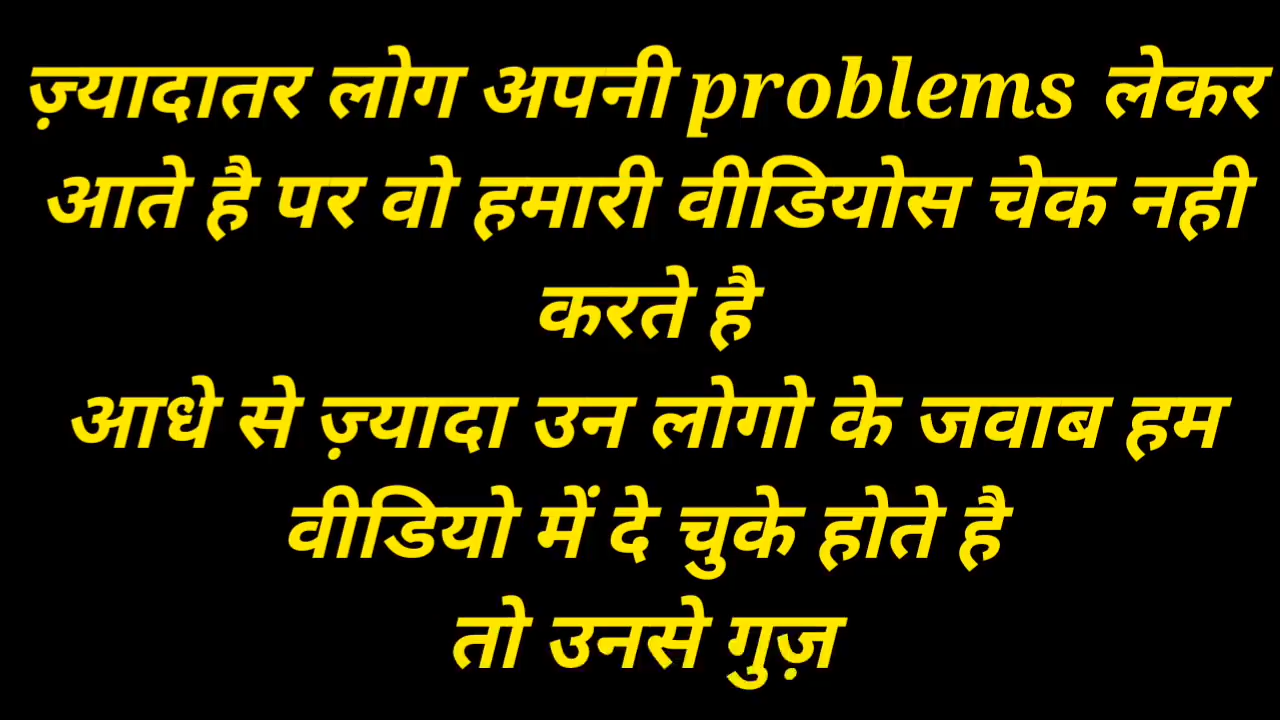 ज़्यादातर लोग अपनी problems लेकर
आते है पर वो हमारी वीडियोस चेक नही
करते है
आधे से ज़्यादा उन लोगो के जवाब हम
वीडियो में दे चुके होते है
तो उनसे गुज़